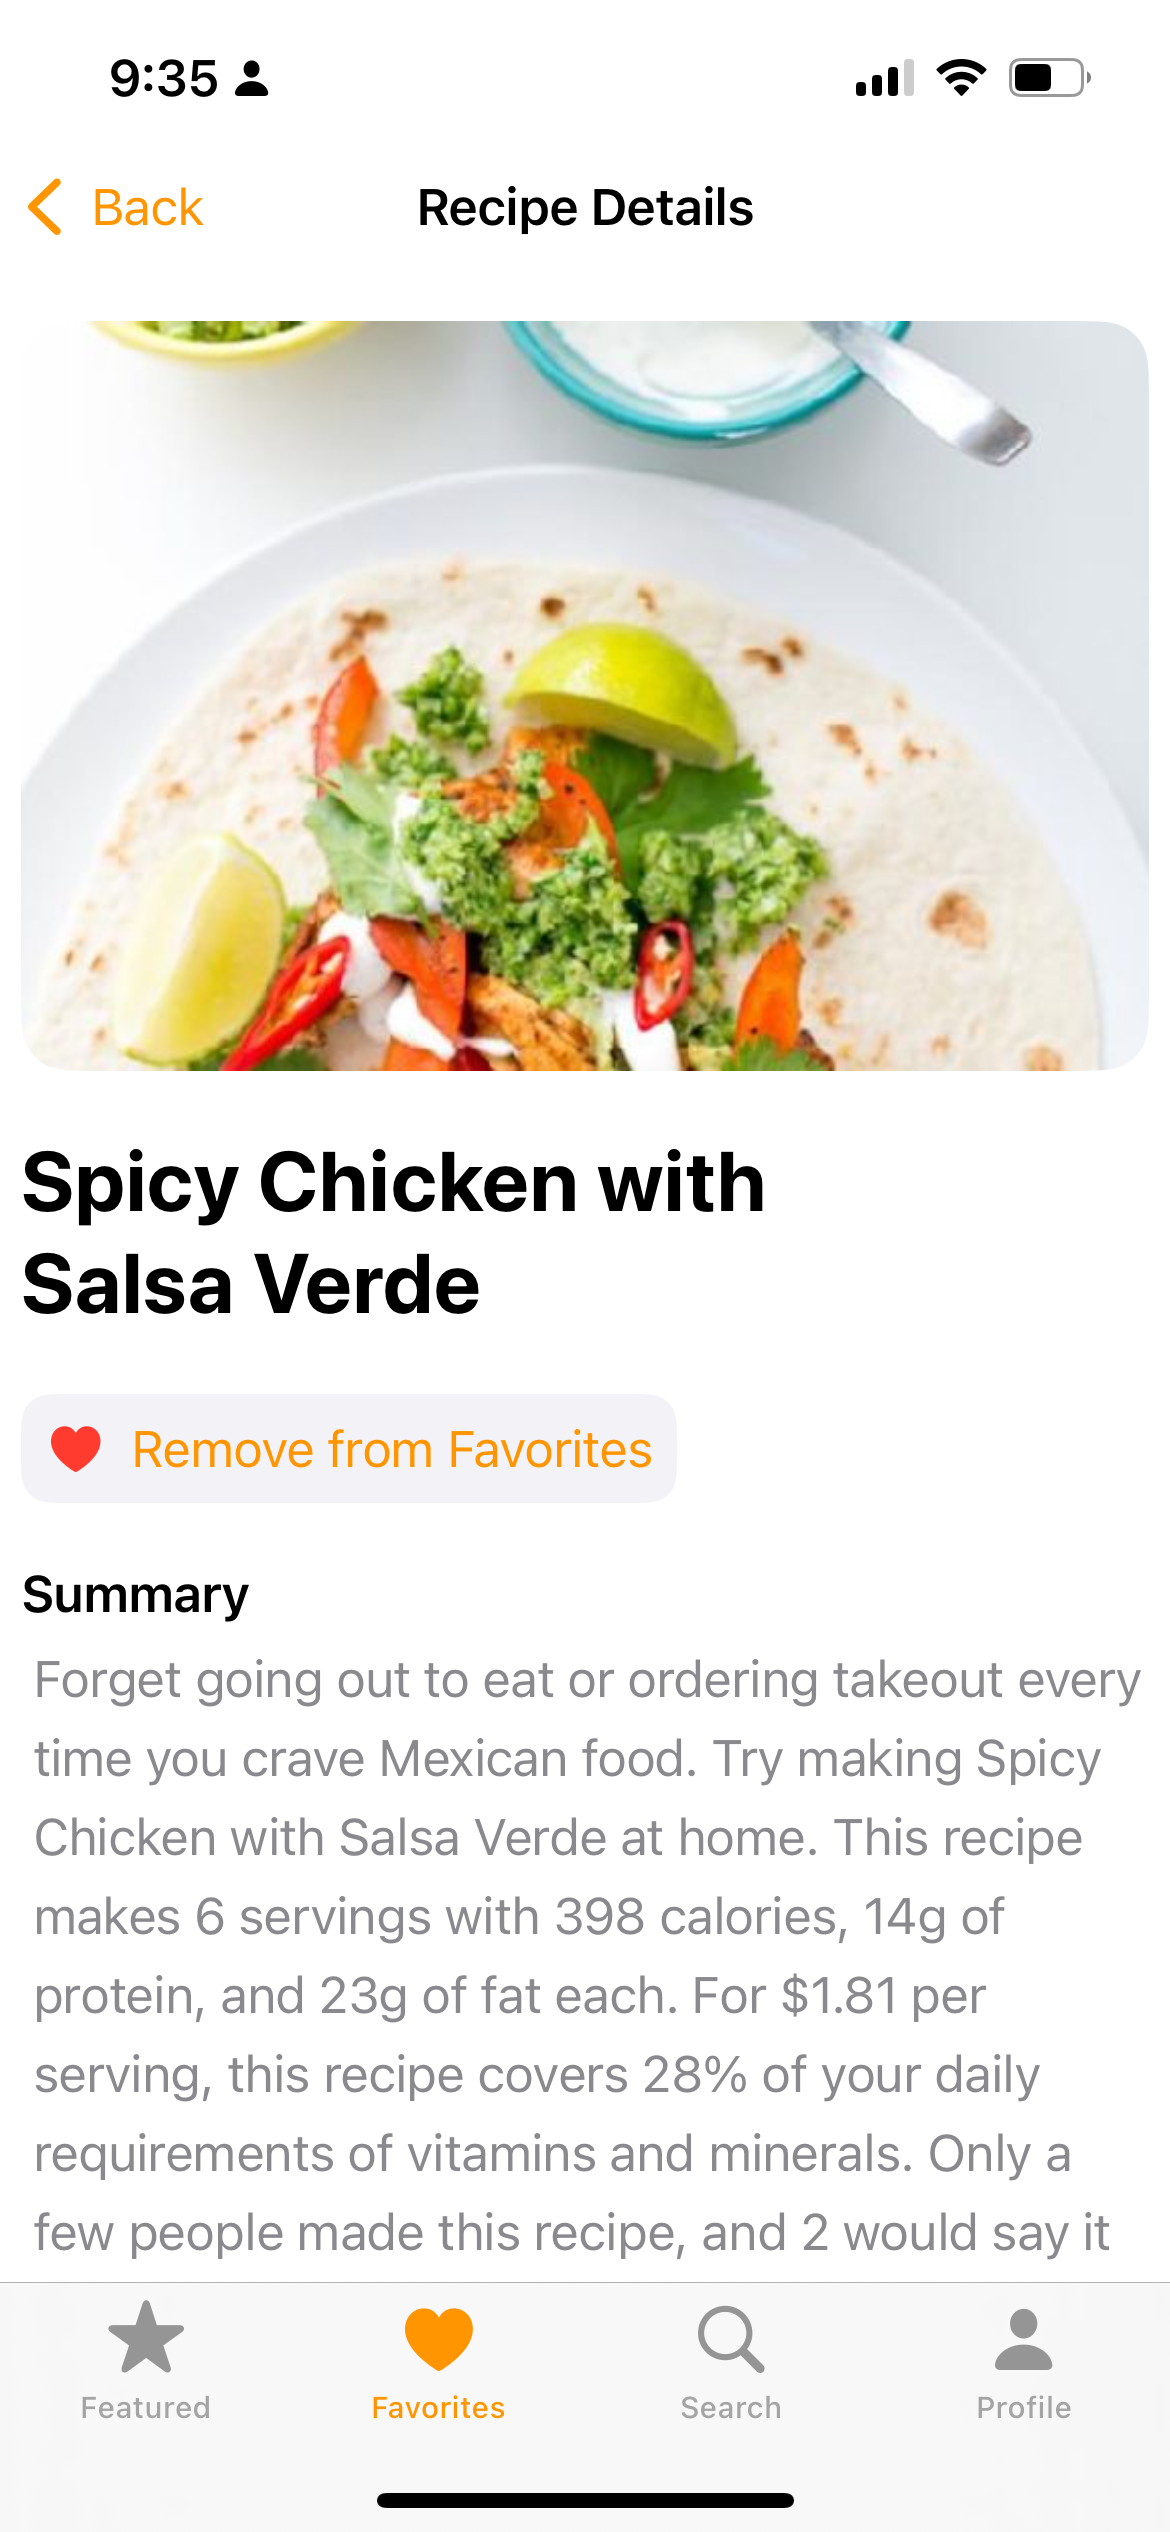 9:35
Back
Recipe Details
Spicy Chicken with
Salsa Verde
Remove from Favorites
Summary
Forget going out to eat or ordering takeout every
time you crave Mexican food. Try making Spicy
Chicken with Salsa Verde at home. This recipe
makes 6 servings with 398 calories, 14g of
protein, and 23g of fat each. For $1.81 per
serving, this recipe covers 28% of your daily
requirements of vitamins and minerals. Only a
few people made this recipe, and 2 would say it
Featured
Favorites
Search
Profile